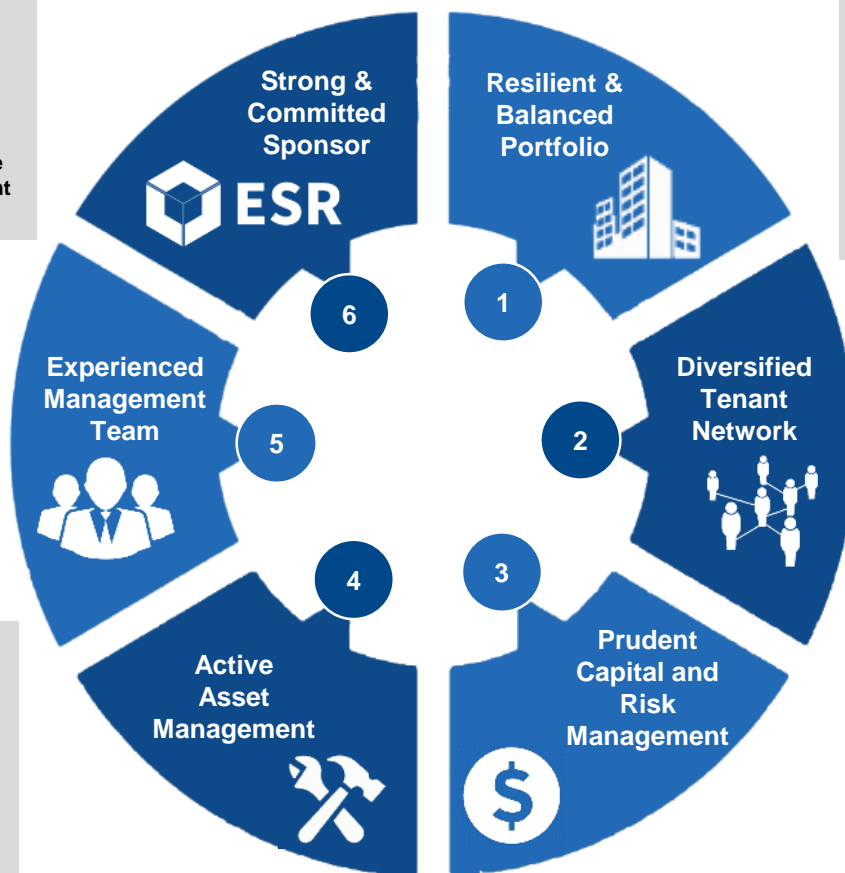 Resilient &
Balanced
Portfolio
1
Diversified
Tenant
Network
2
Prudent
Capital and
Risk
Management
3
$
Active
Asset
Management
4
Experienced
Management
Team
5
Strong &
Committed
Sponsor
ESR
6